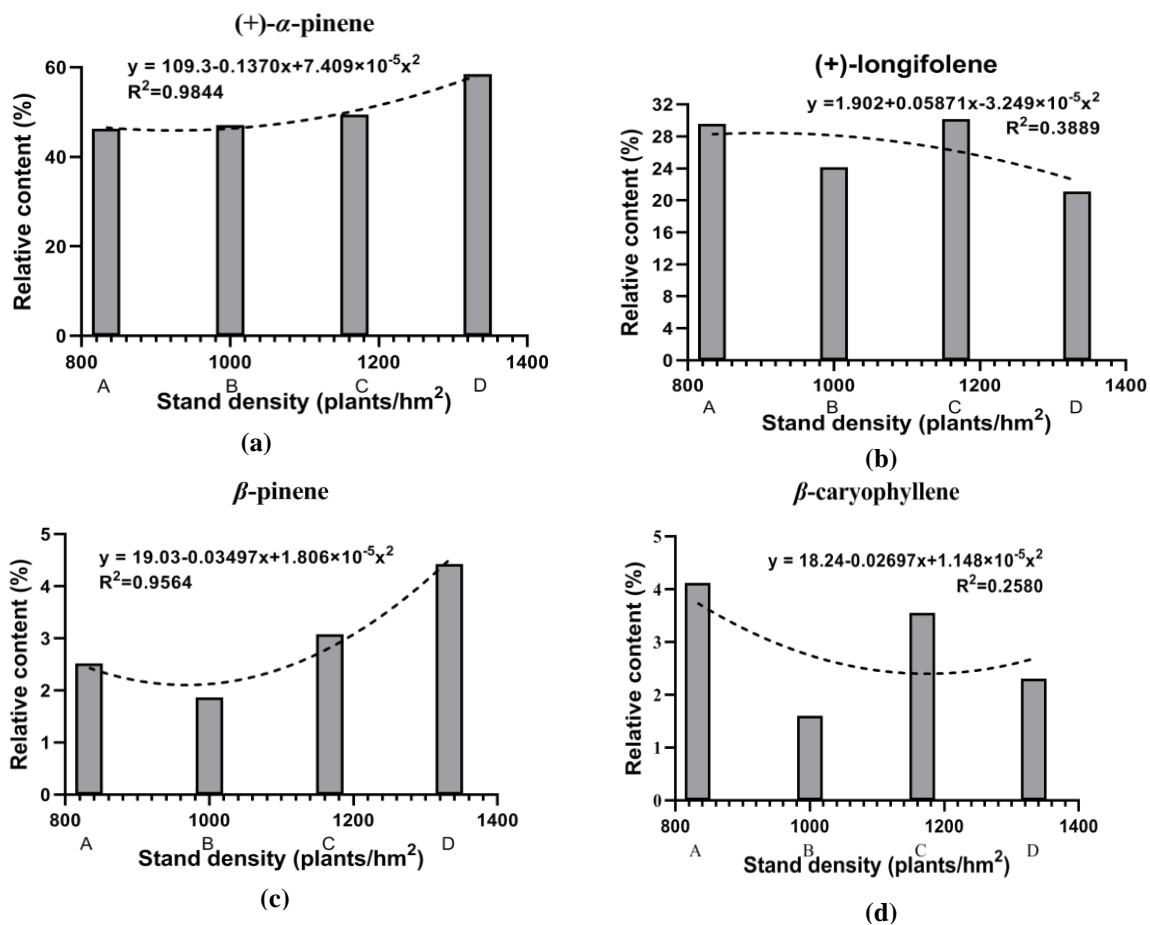 (+)-α-pinene
y = 109.3-0.1370x+7.409×10⁻⁵x²
R²=0.9844
Relative content (%)
60
40
20
0
800
1000
1200
1400
A
B
C
D
Stand density (plants/hm²)
(a)
(+)-longifolene
y =1.902+0.05871x-3.249×10⁻⁵x²
R²=0.3889
Relative content (%)
32
28
24
20
16
12
8
4
0
800
1000
1200
1400
A
B
C
D
Stand density (plants/hm²)
(b)
β-pinene
y = 19.03-0.03497x+1.806×10⁻⁵x²
R²=0.9564
Relative content (%)
5
4
3
2
1
0
800
1000
1200
1400
A
B
C
D
Stand density (plants/hm²)
(c)
β-caryophyllene
y = 18.24-0.02697x+1.148×10⁻⁵x²
R²=0.2580
Relative content (%)
5
4
3
2
1
0
800
1000
1200
1400
A
B
C
D
Stand density (plants/hm²)
(d)